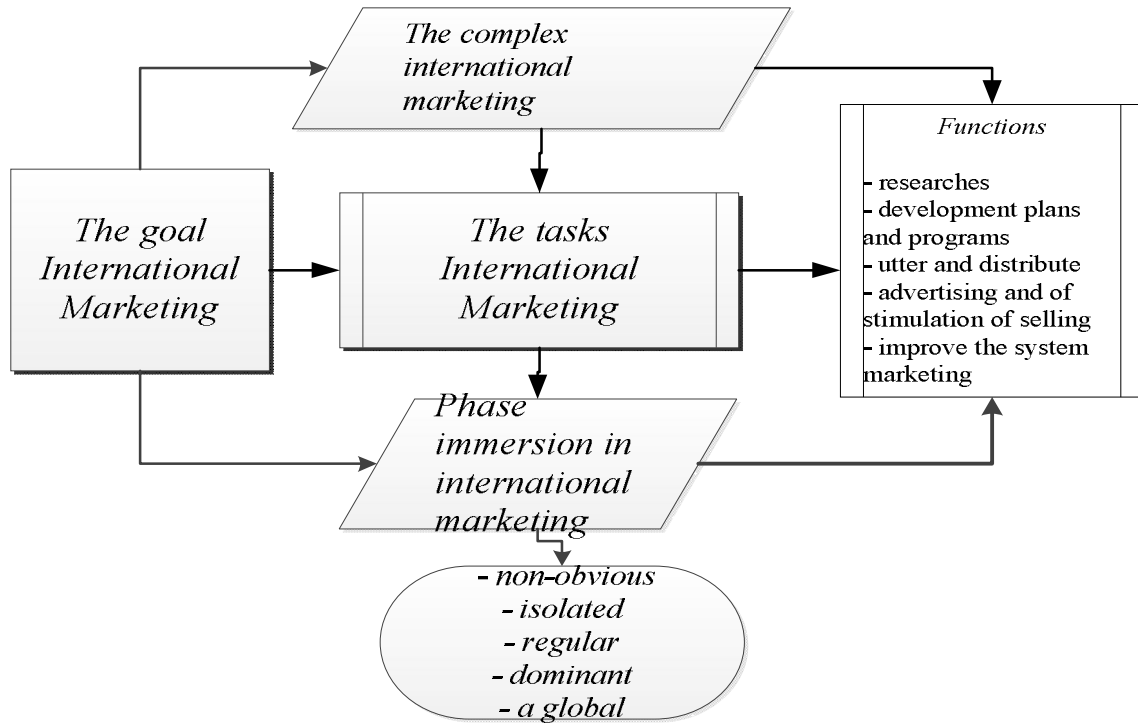 The complex
international
marketing
The goal
International
Marketing
The tasks
International
Marketing
Functions
- researches
- development plans
and programs
- utter and distribute
- advertising and of
stimulation of selling
- improve the system
marketing
Phase
immersion in
international
marketing
- non-obvious
- isolated
- regular
- dominant
- a global